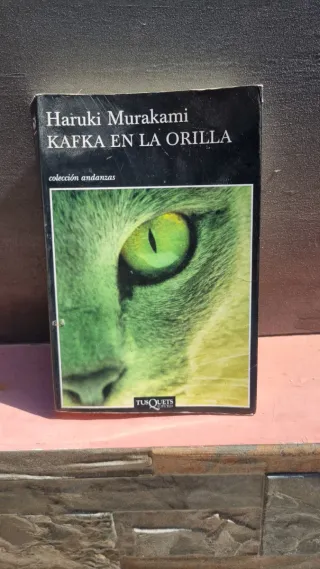 Haruki Murakami
KAFKA EN LA ORILLA
colección andanzas
TUSQUETS